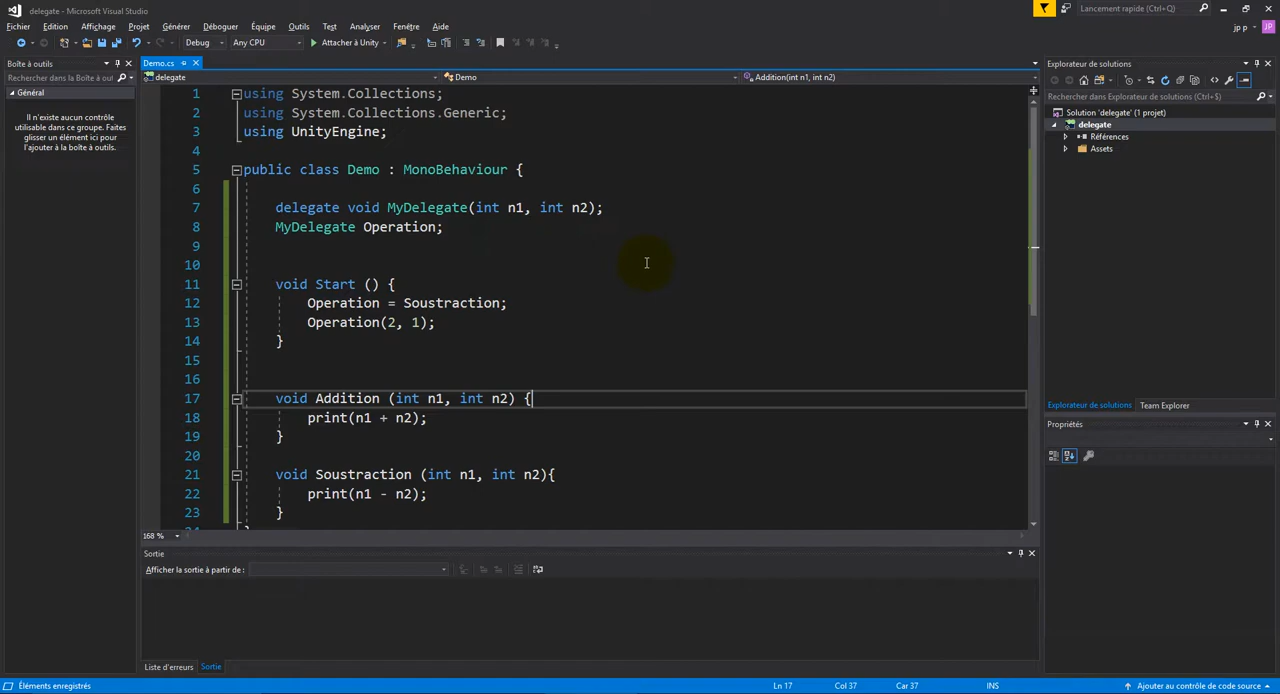 delegate - Microsoft Visual Studio
Lancement rapide (Ctrl+Q)
Fichier Edition Affichage Projet Générer Déboguer Équipe Outils Test Analyser Fenêtre Aide
jp p JP
Debug Any CPU Attacher à Unity
Boîte à outils
Rechercher dans la Boîte à out
Général
Il n'existe aucun contrôle
utilisable dans ce groupe. Faites
glisser un élément ici pour
l'ajouter à la boîte à outils.
Demo.cs
delegate Demo Addition(int n1, int n2)
1 using System.Collections;
2 using System.Collections.Generic;
3 using UnityEngine;
4
5 public class Demo : MonoBehaviour {
6
7 delegate void MyDelegate(int n1, int n2);
8 MyDelegate Operation;
9
10
11 void Start () {
12 Operation = Soustraction;
13 Operation(2, 1);
14 }
15
16
17 void Addition (int n1, int n2) {
18 print(n1 + n2);
19 }
20
21 void Soustraction (int n1, int n2){
22 print(n1 - n2);
23 }
24 }
168 %
Sortie
Afficher la sortie à partir de :
Liste d'erreurs Sortie
Explorateur de solutions
Rechercher dans Explorateur de solutions (Ctrl+$)
Solution 'delegate' (1 projet)
delegate
Références
Assets
Explorateur de solutions Team Explorer
Propriétés
Éléments enregistrés Ln 17 Col 37 Car 37 INS Ajouter au contrôle de code source